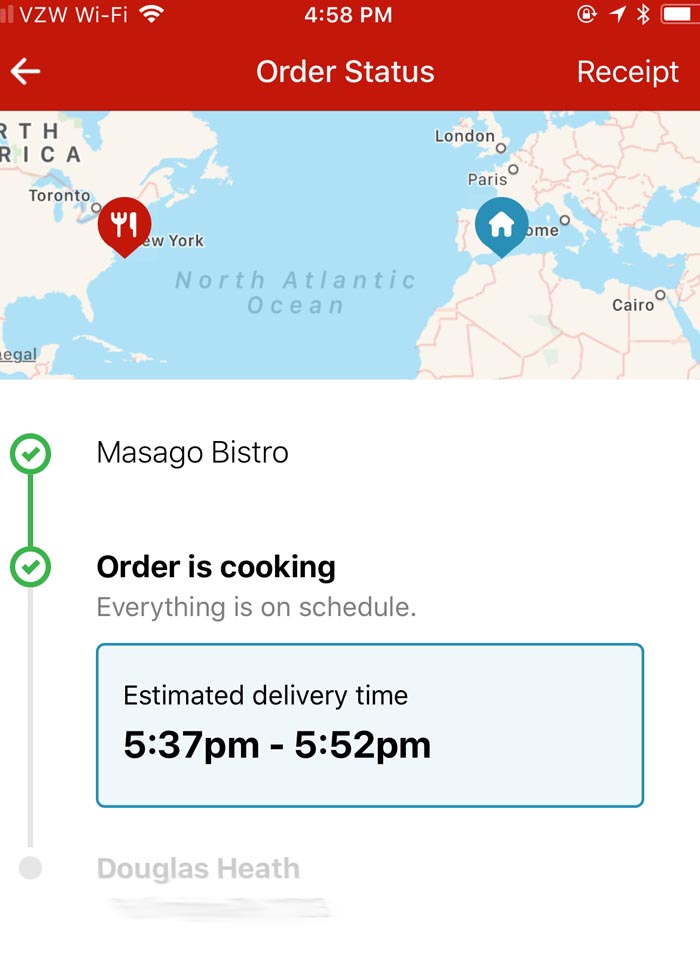 VZW Wi-Fi 4:58 PM
Order Status Receipt
RTH
RICA
London
Paris
Toronto
ew York
ome
North Atlantic
Ocean
Cairo
egal
Masago Bistro
Order is cooking
Everything is on schedule.
Estimated delivery time
5:37pm - 5:52pm
Douglas Heath